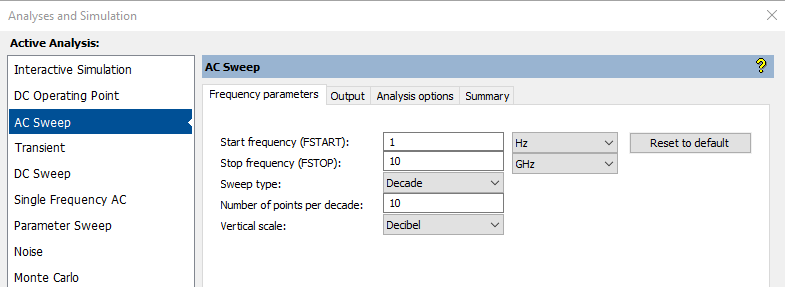 Analyses and Simulation
Active Analysis:
Interactive Simulation
DC Operating Point
AC Sweep
Transient
DC Sweep
Single Frequency AC
Parameter Sweep
Noise
Monte Carlo
AC Sweep
?
Frequency parameters Output Analysis options Summary
Start frequency (FSTART): 1 Hz Reset to default
Stop frequency (FSTOP): 10 GHz
Sweep type: Decade
Number of points per decade: 10
Vertical scale: Decibel